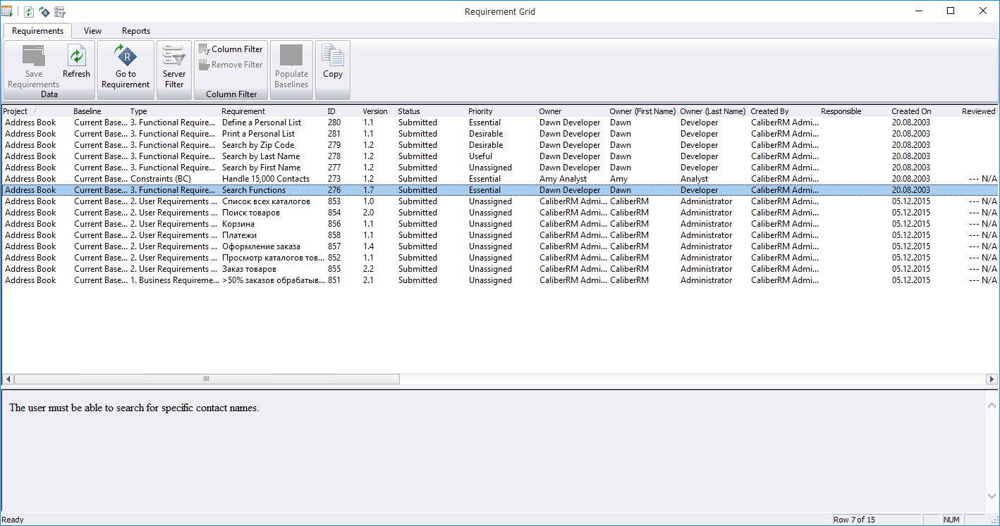 Requirement Grid
Requirements View Reports
Save Requirements Refresh Go to Requirement Server Filter Column Filter Remove Filter Populate Baselines Copy
Data Column Filter
Project Baseline Type Requirement ID Version Status Priority Owner Owner (First Name) Owner (Last Name) Created By Responsible Created On Reviewed
Address Book Current Base... 3. Functional Require... Define a Personal List 280 1.1 Submitted Essential Dawn Developer Dawn Developer CaliberRM Admi... 20.08.2003
Address Book Current Base... 3. Functional Require... Print a Personal List 281 1.1 Submitted Desirable Dawn Developer Dawn Developer CaliberRM Admi... 20.08.2003
Address Book Current Base... 3. Functional Require... Search by Zip Code 279 1.2 Submitted Desirable Dawn Developer Dawn Developer CaliberRM Admi... 20.08.2003
Address Book Current Base... 3. Functional Require... Search by Last Name 278 1.2 Submitted Useful Dawn Developer Dawn Developer CaliberRM Admi... 20.08.2003
Address Book Current Base... 3. Functional Require... Search by First Name 277 1.2 Submitted Unassigned Dawn Developer Dawn Developer CaliberRM Admi... 20.08.2003
Address Book Current Base... Constraints (BC) Handle 15,000 Contacts 273 1.2 Submitted Essential Amy Analyst Amy Analyst CaliberRM Admi... 20.08.2003 --- N/A
Address Book Current Base... 3. Functional Require... Search Functions 276 1.7 Submitted Essential Dawn Developer Dawn Developer CaliberRM Admi... 20.08.2003
Address Book Current Base... 2. User Requirements ... Список всех каталогов 853 1.0 Submitted Unassigned CaliberRM Admi... CaliberRM Administrator CaliberRM Admi... 05.12.2015 --- N/A
Address Book Current Base... 2. User Requirements ... Поиск товаров 854 2.0 Submitted Unassigned CaliberRM Admi... CaliberRM Administrator CaliberRM Admi... 05.12.2015 --- N/A
Address Book Current Base... 2. User Requirements ... Корзина 856 1.1 Submitted Unassigned CaliberRM Admi... CaliberRM Administrator CaliberRM Admi... 05.12.2015 --- N/A
Address Book Current Base... 2. User Requirements ... Платежи 858 1.1 Submitted Unassigned CaliberRM Admi... CaliberRM Administrator CaliberRM Admi... 05.12.2015 --- N/A
Address Book Current Base... 2. User Requirements ... Оформление заказа 857 1.4 Submitted Unassigned CaliberRM Admi... CaliberRM Administrator CaliberRM Admi... 05.12.2015 --- N/A
Address Book Current Base... 2. User Requirements ... Просмотр каталогов тов... 852 1.1 Submitted Unassigned CaliberRM Admi... CaliberRM Administrator CaliberRM Admi... 05.12.2015 --- N/A
Address Book Current Base... 2. User Requirements ... Заказ товаров 855 2.2 Submitted Unassigned CaliberRM Admi... CaliberRM Administrator CaliberRM Admi... 05.12.2015 --- N/A
Address Book Current Base... 1. Business Requireme... >50% заказов обрабатыв... 851 2.1 Submitted Unassigned CaliberRM Admi... CaliberRM Administrator CaliberRM Admi... 05.12.2015 --- N/A
The user must be able to search for specific contact names.
Ready Row 7 of 15 NUM